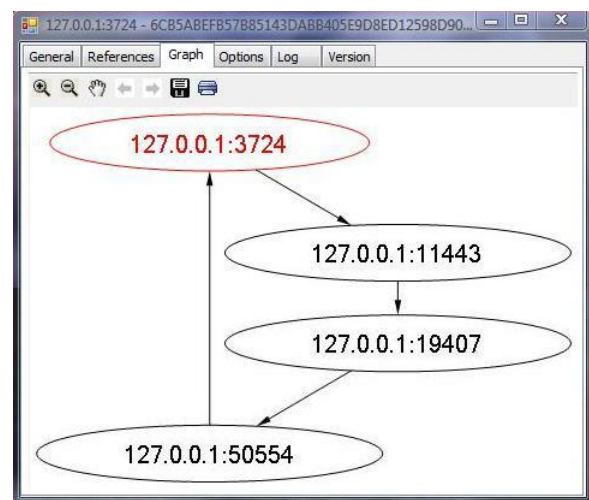 127.0.0.1:3724 - 6CB5ABEFB57B85143DABB405E9D8ED12598D90...
General References Graph Options Log Version
127.0.0.1:3724
127.0.0.1:11443
127.0.0.1:19407
127.0.0.1:50554